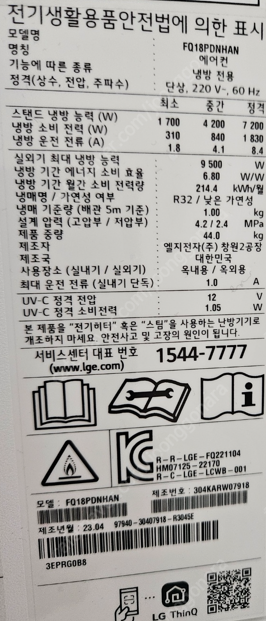 전기생활용품안전법에 의한 표시
모델명 FQ18PDNHAN
명칭 에어컨
기능에 따른 종류 냉방 전용
정격(상수, 전압, 주파수) 단상, 220 V~, 60 Hz
최소 중간 정격
스탠드 냉방 능력 (W) 1 700 4 200 7 200
냉방 소비 전력 (W) 310 840 1 830
냉방 운전 전류 (A) 1.8 4.1 8.4
실외기 최대 냉방 능력 9 500 W
냉방 기간 에너지 소비 효율 6.80 W/W
냉방 기간 월간 소비 전력량 214.4 kWh/월
냉매명 / 가연성 여부 R32 / 낮은 가연성
냉매 기준량 (배관 5m 기준) 1.00 kg
설계 압력 (고압부 / 저압부) 4.2 / 2.4 MPa
제품 중량 44.0 kg
제조자 엘지전자(주) 창원2공장
제조국 대한민국
사용장소 (실내기 / 실외기) 옥내용 / 옥외용
최대 운전 전류 (실내기 단독) 1.0 A
UV-C 정격 전압 12 V
UV-C 정격 소비전력 1.05 W
본 제품을 "전기히터" 혹은 "스팀"을 사용하는 난방기기로
개조하지 마세요. 안전사고 및 고장의 원인이 됩니다.
서비스센터 대표 번호 1544-7777
(www.lge.com)
R-R-LGE-FQ221104
HM07125-22170
R-C-LGE-LCWB-001
모델 : FQ18PDNHAN 제조번호 : 304KARW07918
제조년월 : 23.04 97940-30407918-R3045E
3EPRG0B8
LG ThinQ